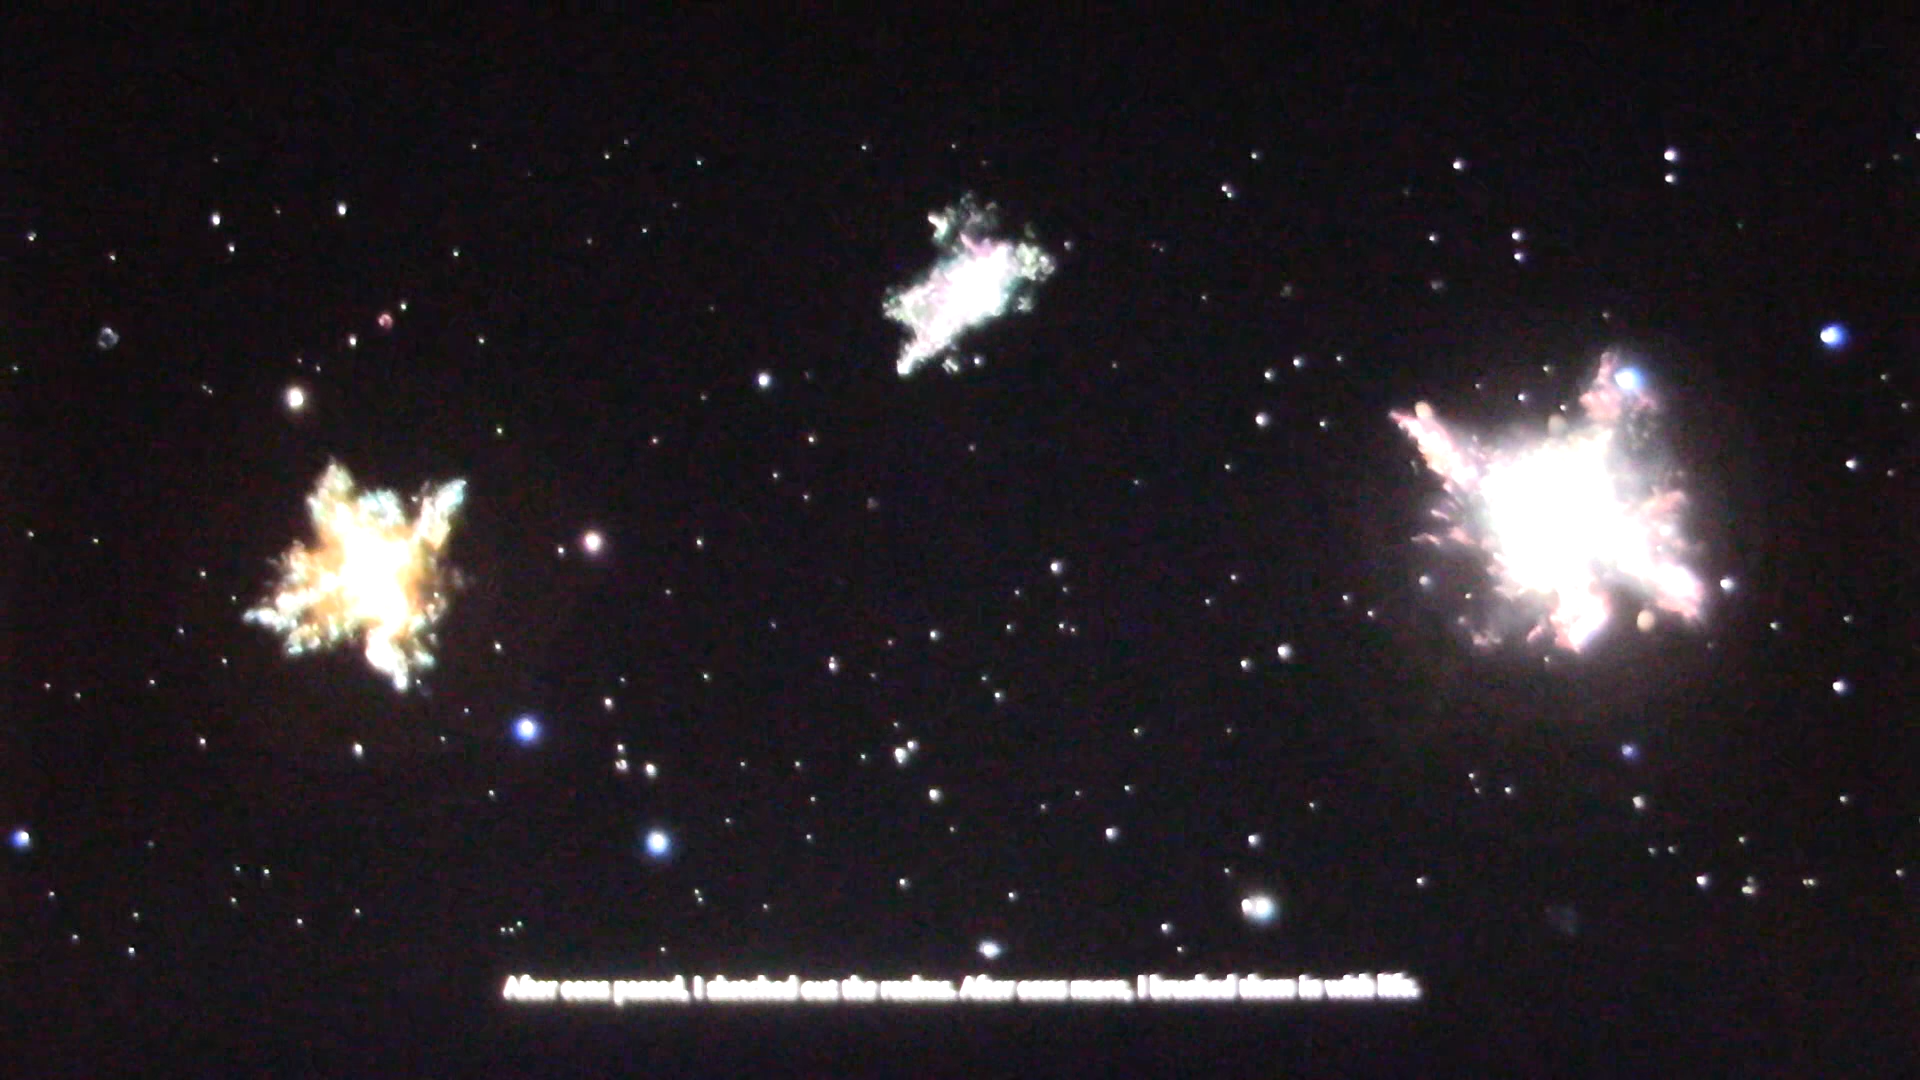 After eons passed, I sketched out the realms. After eons more, I brushed them in with life.